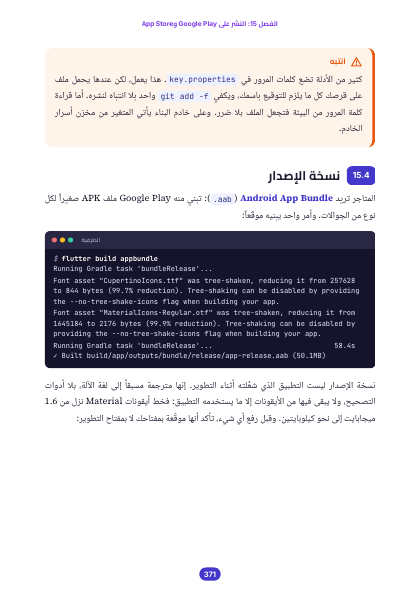 الفصل 15: النشر على Google Play وApp Store
انتبه
كثير من الأدلة تضع كلمات المرور في key.properties. هذا يعمل، لكن عندها يحمل ملف
على قرصك كل ما يلزم للتوقيع باسمك، ويكفي git add -f واحد بلا انتباه لنشره. أما قراءة
كلمة المرور من البيئة فتجعل الملف بلا ضرر. وعلى خادم البناء يأتي المتغير من مخزن أسرار
الخادم.
15.4 نسخة الإصدار
المتاجر تريد Android App Bundle (.aab): تبني منه Google Play ملف APK صغيراً لكل
نوع من الجوالات. وأمر واحد يبنيه موقعاً:
الطرفية
$ flutter build appbundle
Running Gradle task 'bundleRelease'...
Font asset "CupertinoIcons.ttf" was tree-shaken, reducing it from 257628
to 844 bytes (99.7% reduction). Tree-shaking can be disabled by providing
the --no-tree-shake-icons flag when building your app.
Font asset "MaterialIcons-Regular.otf" was tree-shaken, reducing it from
1645184 to 2176 bytes (99.9% reduction). Tree-shaking can be disabled by
providing the --no-tree-shake-icons flag when building your app.
Running Gradle task 'bundleRelease'... 58.4s
✓ Built build/app/outputs/bundle/release/app-release.aab (50.1MB)
نسخة الإصدار ليست التطبيق الذي شغّلته أثناء التطوير. إنها مترجمة مسبقاً إلى لغة الآلة، بلا أدوات
التصحيح، ولا يبقى فيها من الأيقونات إلا ما يستخدمه التطبيق: فخط أيقونات Material نزل من 1.6
ميجابايت إلى نحو كيلوبايتين. وقبل رفع أي شيء، تأكد أنها موقّعة بمفتاحك لا بمفتاح التطوير:
371